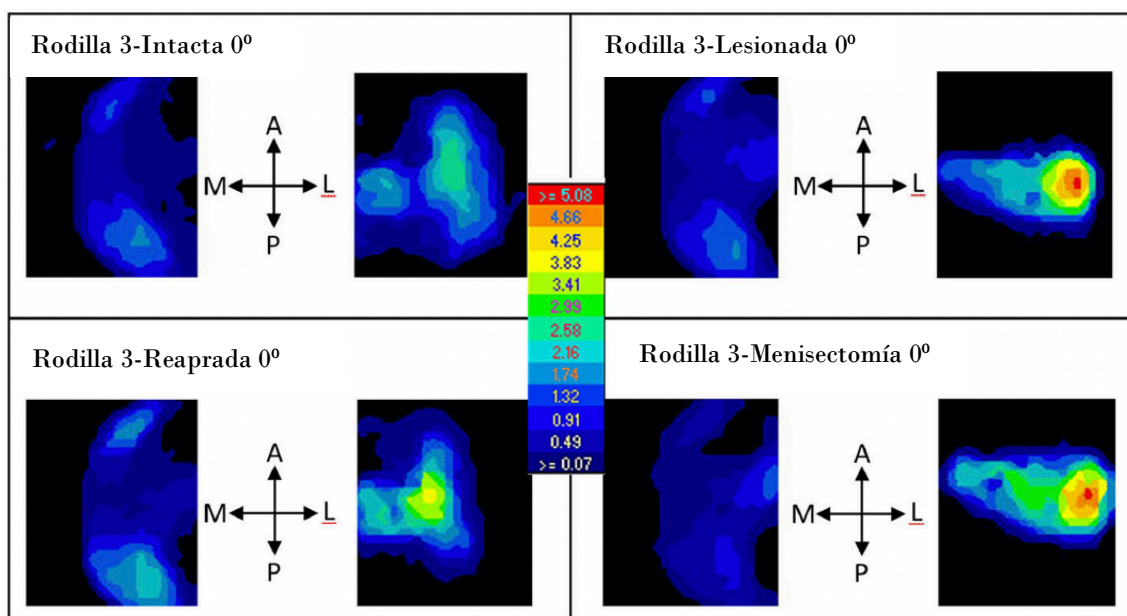 Rodilla 3-Intacta 0º
A
M
L
P
Rodilla 3-Lesionada 0º
A
M
L
P
>= 5.08
4.66
4.25
3.83
3.41
2.99
2.58
2.16
1.74
1.32
0.91
0.49
>= 0.07
Rodilla 3-Reaprada 0º
A
M
L
P
Rodilla 3-Menisectomía 0º
A
M
L
P